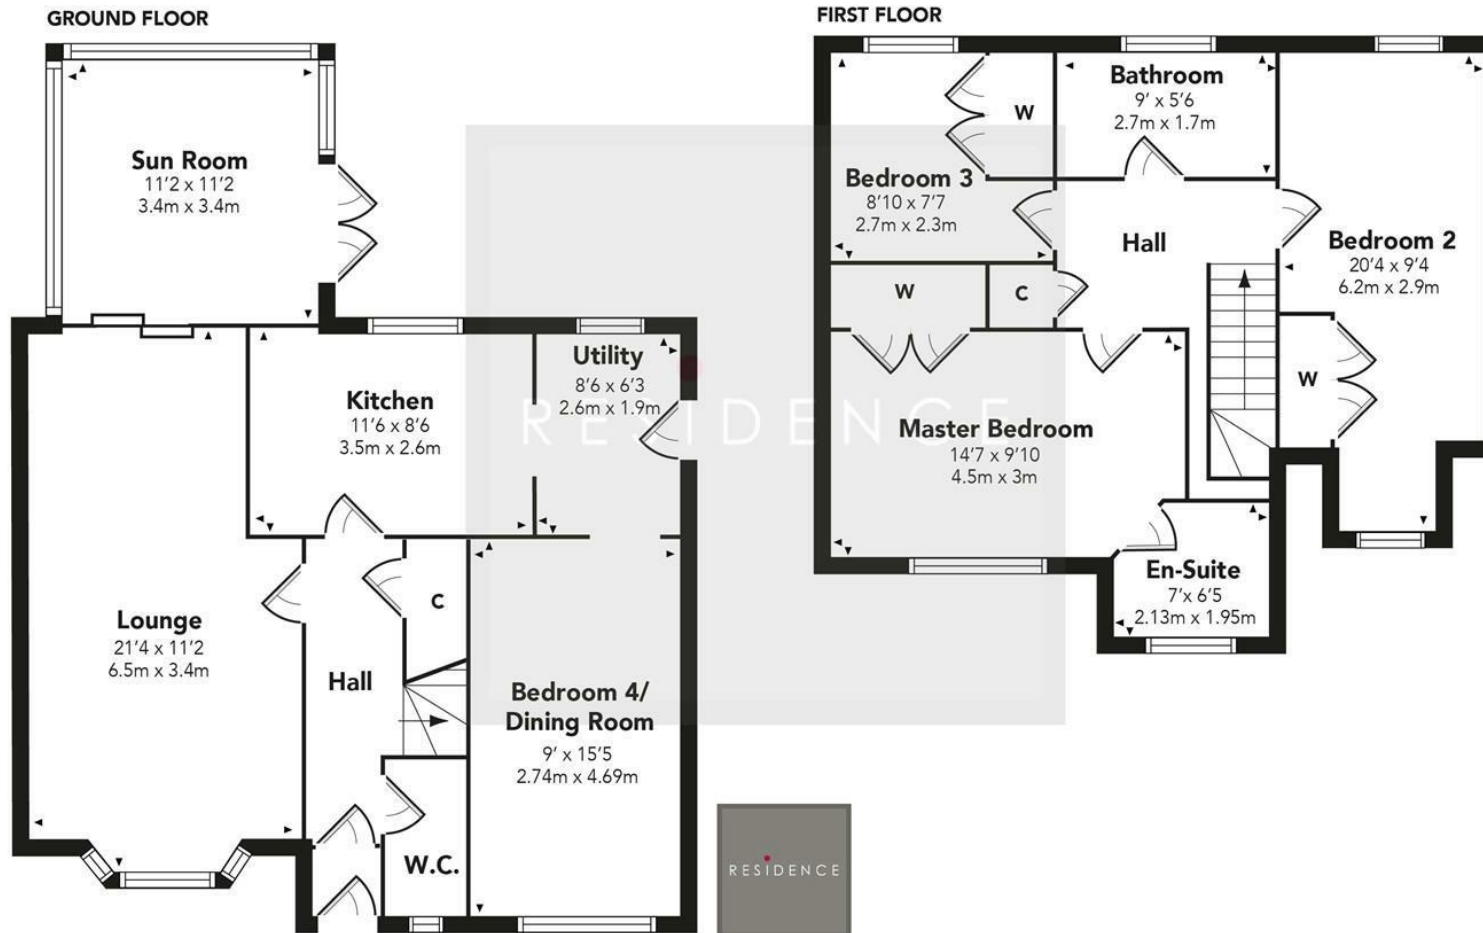 GROUND FLOOR
Sun Room
11'2 x 11'2
3.4m x 3.4m
Kitchen
11'6 x 8'6
3.5m x 2.6m
Utility
8'6 x 6'3
2.6m x 1.9m
Lounge
21'4 x 11'2
6.5m x 3.4m
Hall
C
Bedroom 4/
Dining Room
9' x 15'5
2.74m x 4.69m
W.C.
FIRST FLOOR
Bedroom 3
8'10 x 7'7
2.7m x 2.3m
W
Bathroom
9' x 5'6
2.7m x 1.7m
Hall
Bedroom 2
20'4 x 9'4
6.2m x 2.9m
W
C
W
Master Bedroom
14'7 x 9'10
4.5m x 3m
En-Suite
7'x 6'5
2.13m x 1.95m
RESIDENCE
RESIDENCE